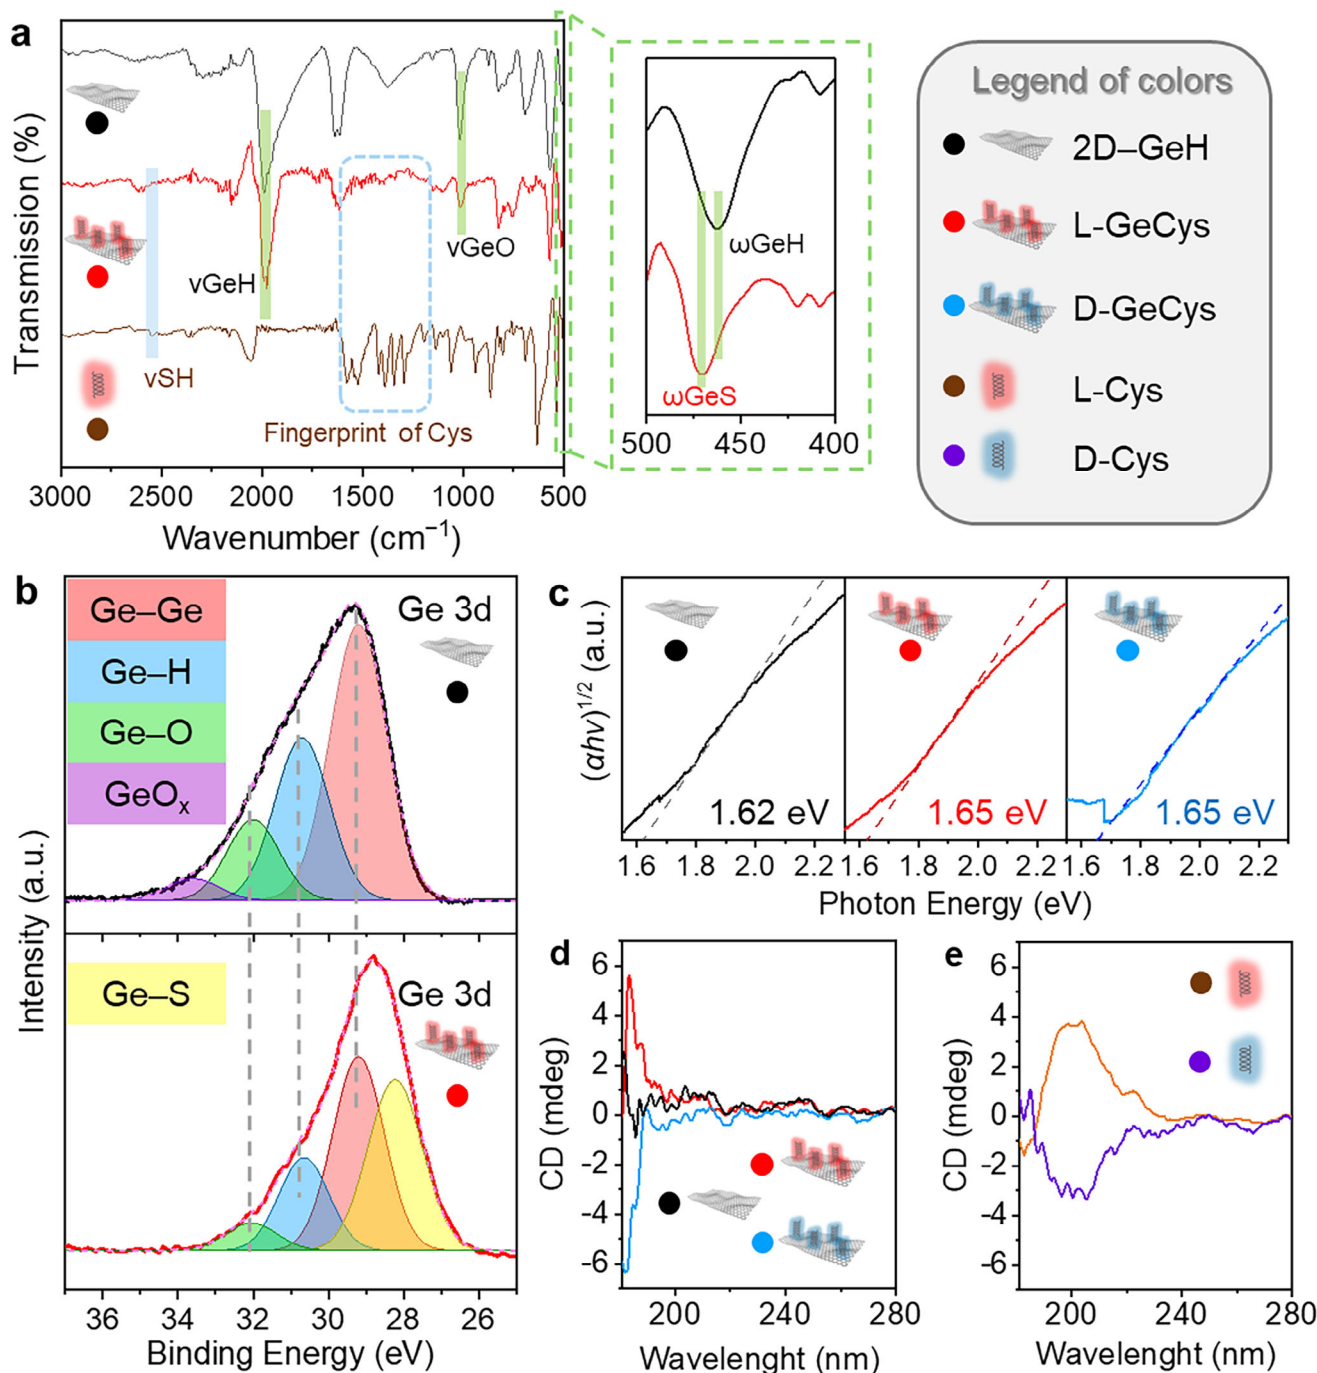 a
Transmission (%)
νGeH
νGeO
νSH
Fingerprint of Cys
3000 2500 2000 1500 1000 500
Wavenumber (cm⁻¹)
ωGeH
ωGeS
500 450 400
Legend of colors
2D–GeH
L-GeCys
D-GeCys
L-Cys
D-Cys
b
Ge–Ge
Ge–H
Ge–O
GeOₓ
Ge 3d
Ge–S
Ge 3d
Intensity (a.u.)
36 34 32 30 28 26
Binding Energy (eV)
c
(αhν)^1/2 (a.u.)
1.62 eV
1.65 eV
1.65 eV
1.6 1.8 2.0 2.2 1.6 1.8 2.0 2.2 1.6 1.8 2.0 2.2
Photon Energy (eV)
d
CD (mdeg)
6
4
2
0
-2
-4
-6
200 240 280
Wavelenght (nm)
e
CD (mdeg)
6
4
2
0
-2
-4
-6
200 240 280
Wavelenght (nm)